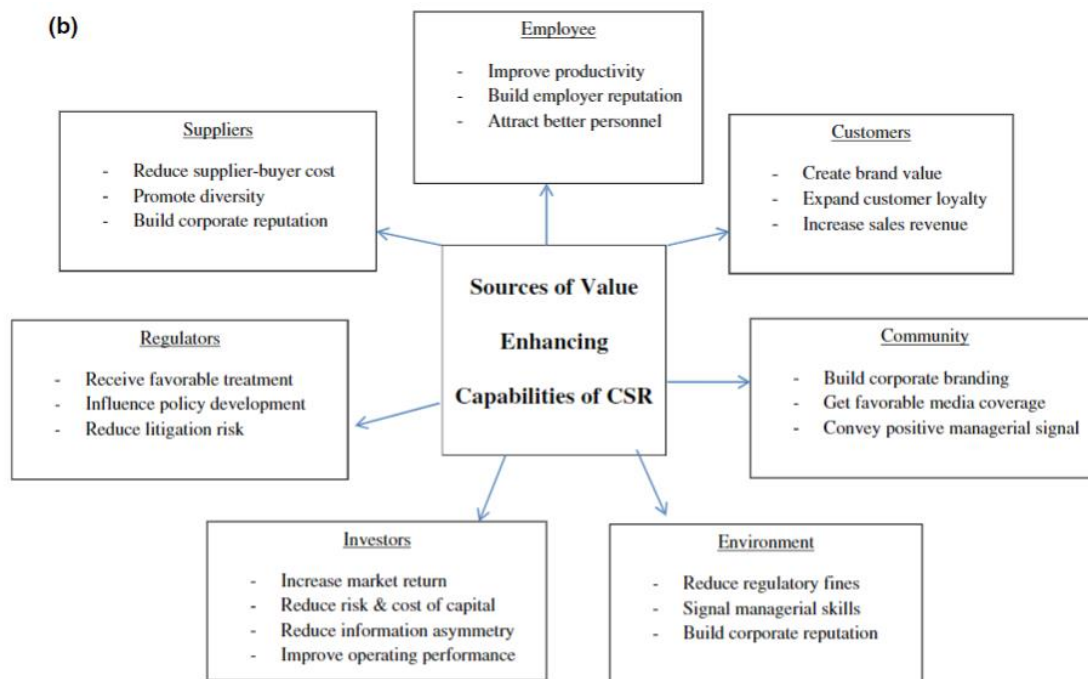 (b)
Employee
- Improve productivity
- Build employer reputation
- Attract better personnel
Suppliers
- Reduce supplier-buyer cost
- Promote diversity
- Build corporate reputation
Customers
- Create brand value
- Expand customer loyalty
- Increase sales revenue
Sources of Value
Enhancing
Capabilities of CSR
Regulators
- Receive favorable treatment
- Influence policy development
- Reduce litigation risk
Community
- Build corporate branding
- Get favorable media coverage
- Convey positive managerial signal
Investors
- Increase market return
- Reduce risk & cost of capital
- Reduce information asymmetry
- Improve operating performance
Environment
- Reduce regulatory fines
- Signal managerial skills
- Build corporate reputation